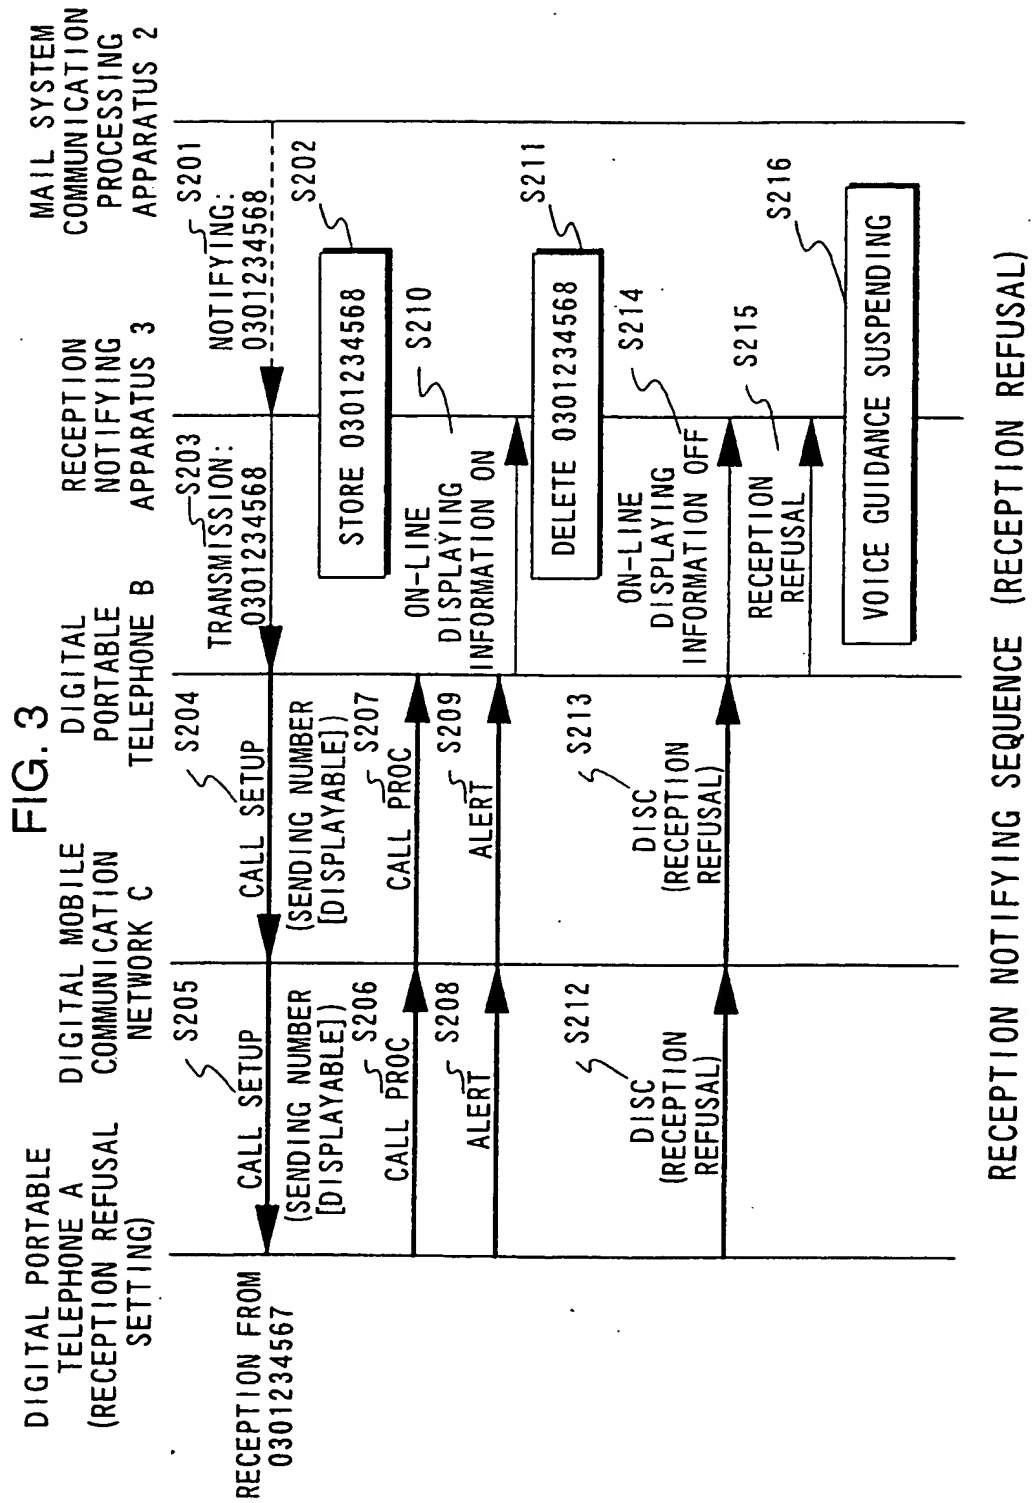 FIG. 3
DIGITAL PORTABLE
TELEPHONE A
(RECEPTION REFUSAL
SETTING)
DIGITAL MOBILE
COMMUNICATION
NETWORK C
DIGITAL
PORTABLE
TELEPHONE B
RECEPTION
NOTIFYING
APPARATUS 3
MAIL SYSTEM
COMMUNICATION
PROCESSING
APPARATUS 2
S201
NOTIFYING:
0301234568
S202
STORE 0301234568
S203
TRANSMISSION:
0301234568
S204
CALL SETUP
(SENDING NUMBER
[DISPLAYABLE])
S205
CALL SETUP
(SENDING NUMBER
[DISPLAYABLE])
RECEPTION FROM
0301234567
S206
CALL PROC
S207
CALL PROC
S208
ALERT
S209
ALERT
S210
ON-LINE
DISPLAYING
INFORMATION ON
S211
DELETE 0301234568
S212
DISC
(RECEPTION
REFUSAL)
S213
DISC
(RECEPTION
REFUSAL)
S214
ON-LINE
DISPLAYING
INFORMATION OFF
S215
RECEPTION
REFUSAL
S216
VOICE GUIDANCE SUSPENDING
RECEPTION NOTIFYING SEQUENCE (RECEPTION REFUSAL)